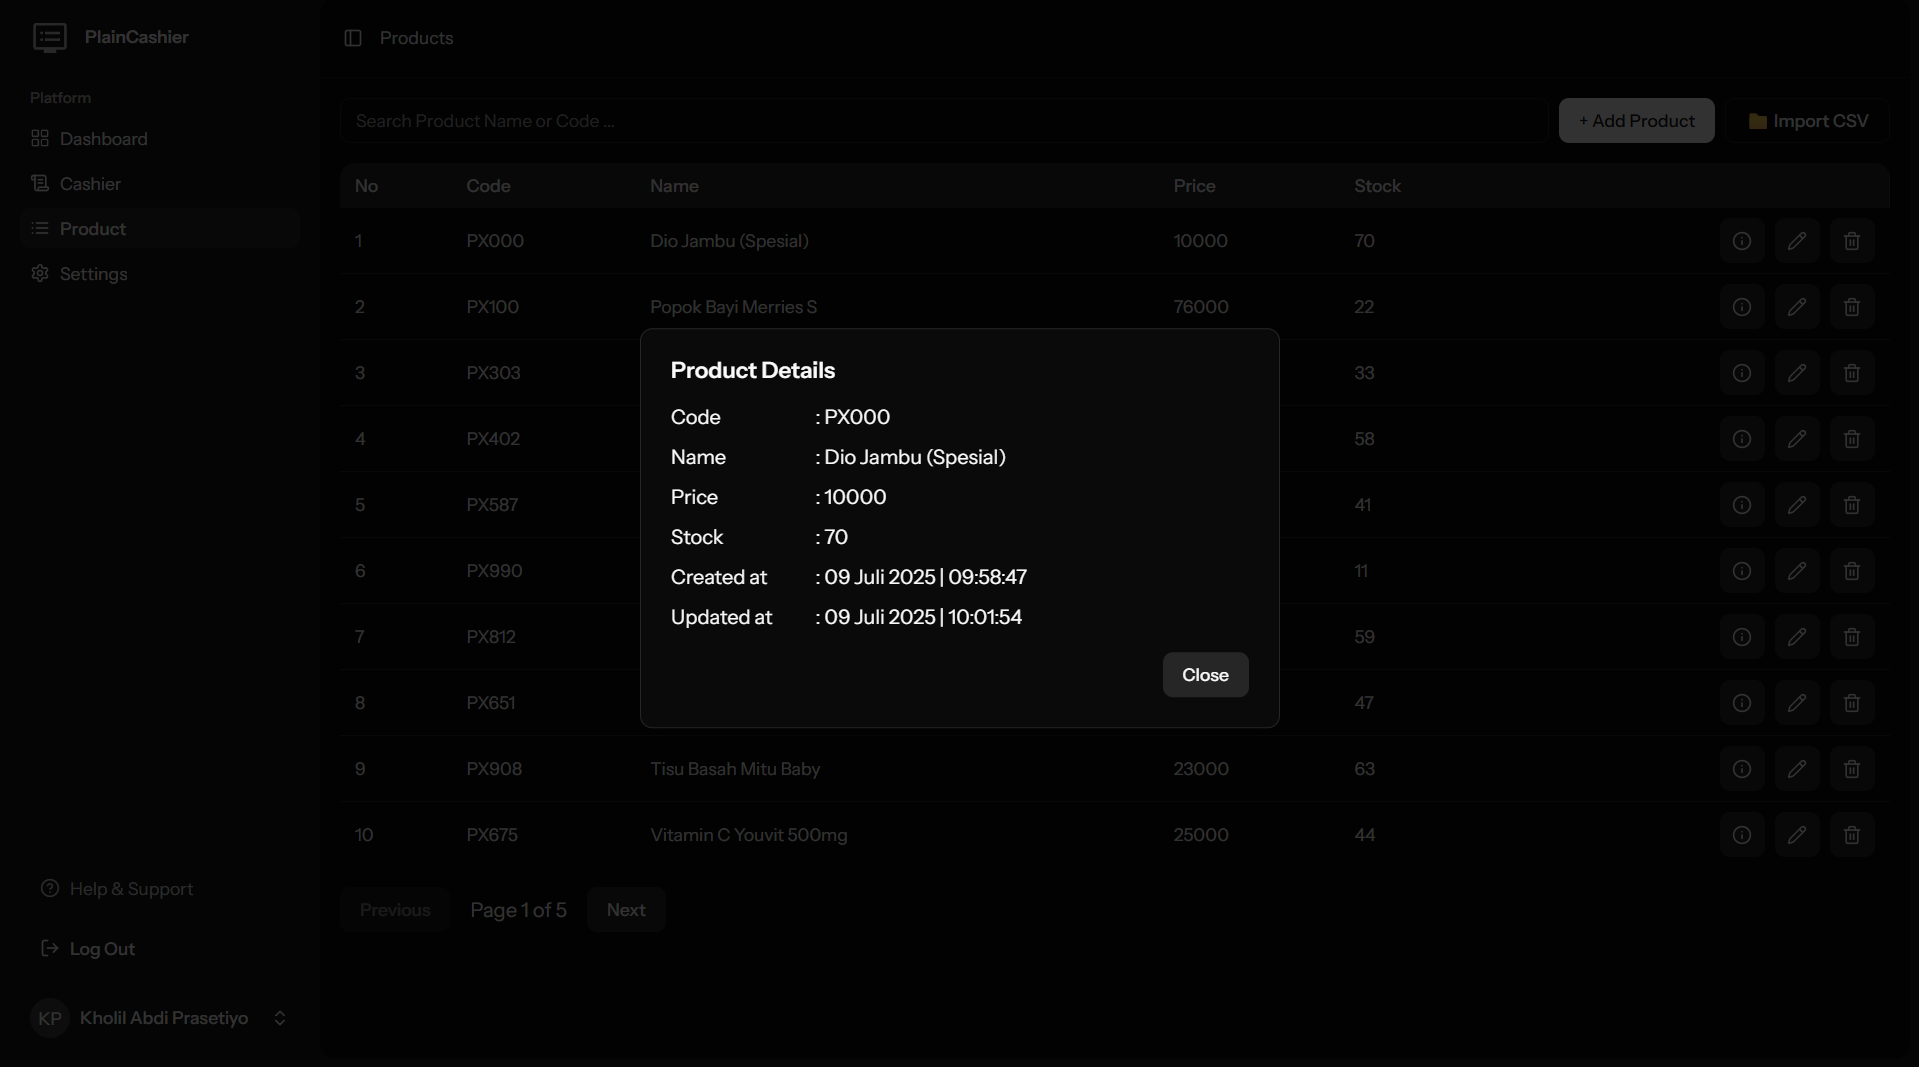 PlainCashier
Products
Platform
Dashboard
Cashier
Product
Settings
Search Product Name or Code ...
+ Add Product
Import CSV
No Code Name Price Stock
1 PX000 Dio Jambu (Spesial) 10000 70
2 PX100 Popok Bayi Merries S 76000 22
3 PX303 33
4 PX402 58
5 PX587 41
6 PX990 11
7 PX812 59
8 PX651 47
9 PX908 Tisu Basah Mitu Baby 23000 63
10 PX675 Vitamin C Youvit 500mg 25000 44
Product Details
Code : PX000
Name : Dio Jambu (Spesial)
Price : 10000
Stock : 70
Created at : 09 Juli 2025 | 09:58:47
Updated at : 09 Juli 2025 | 10:01:54
Close
Previous Page 1 of 5 Next
Help & Support
Log Out
KP Kholil Abdi Prasetiyo